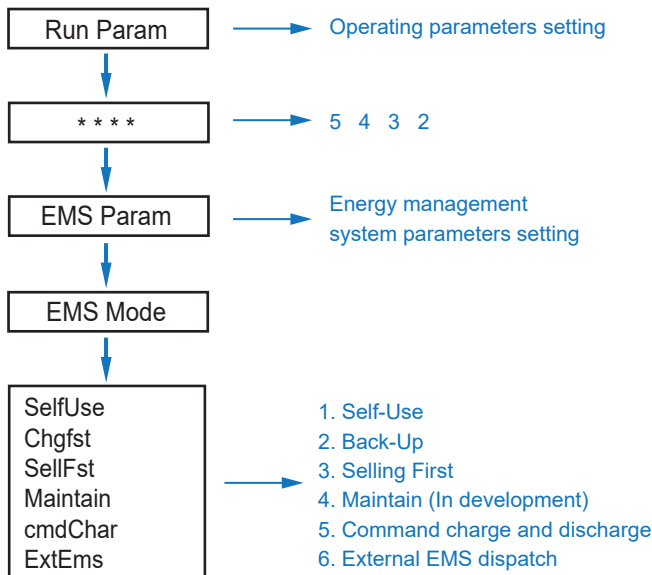 Run Param
Operating parameters setting
* * * *
5 4 3 2
EMS Param
Energy management
system parameters setting
EMS Mode
SelfUse
Chgfst
SellFst
Maintain
cmdChar
ExtEms
1. Self-Use
2. Back-Up
3. Selling First
4. Maintain (In development)
5. Command charge and discharge
6. External EMS dispatch